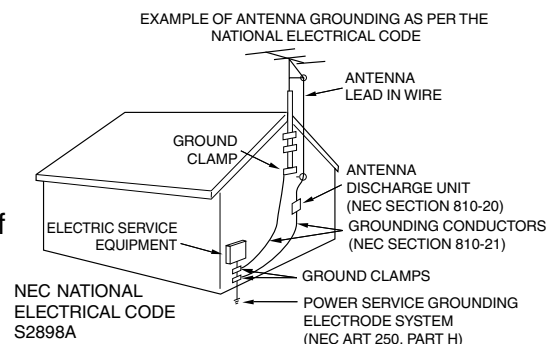 EXAMPLE OF ANTENNA GROUNDING AS PER THE
NATIONAL ELECTRICAL CODE
ANTENNA
LEAD IN WIRE
GROUND
CLAMP
ANTENNA
DISCHARGE UNIT
(NEC SECTION 810-20)
GROUNDING CONDUCTORS
(NEC SECTION 810-21)
f
ELECTRIC SERVICE
EQUIPMENT
GROUND CLAMPS
POWER SERVICE GROUNDING
ELECTRODE SYSTEM
(NEC ART 250, PART H)
NEC NATIONAL
ELECTRICAL CODE
S2898A